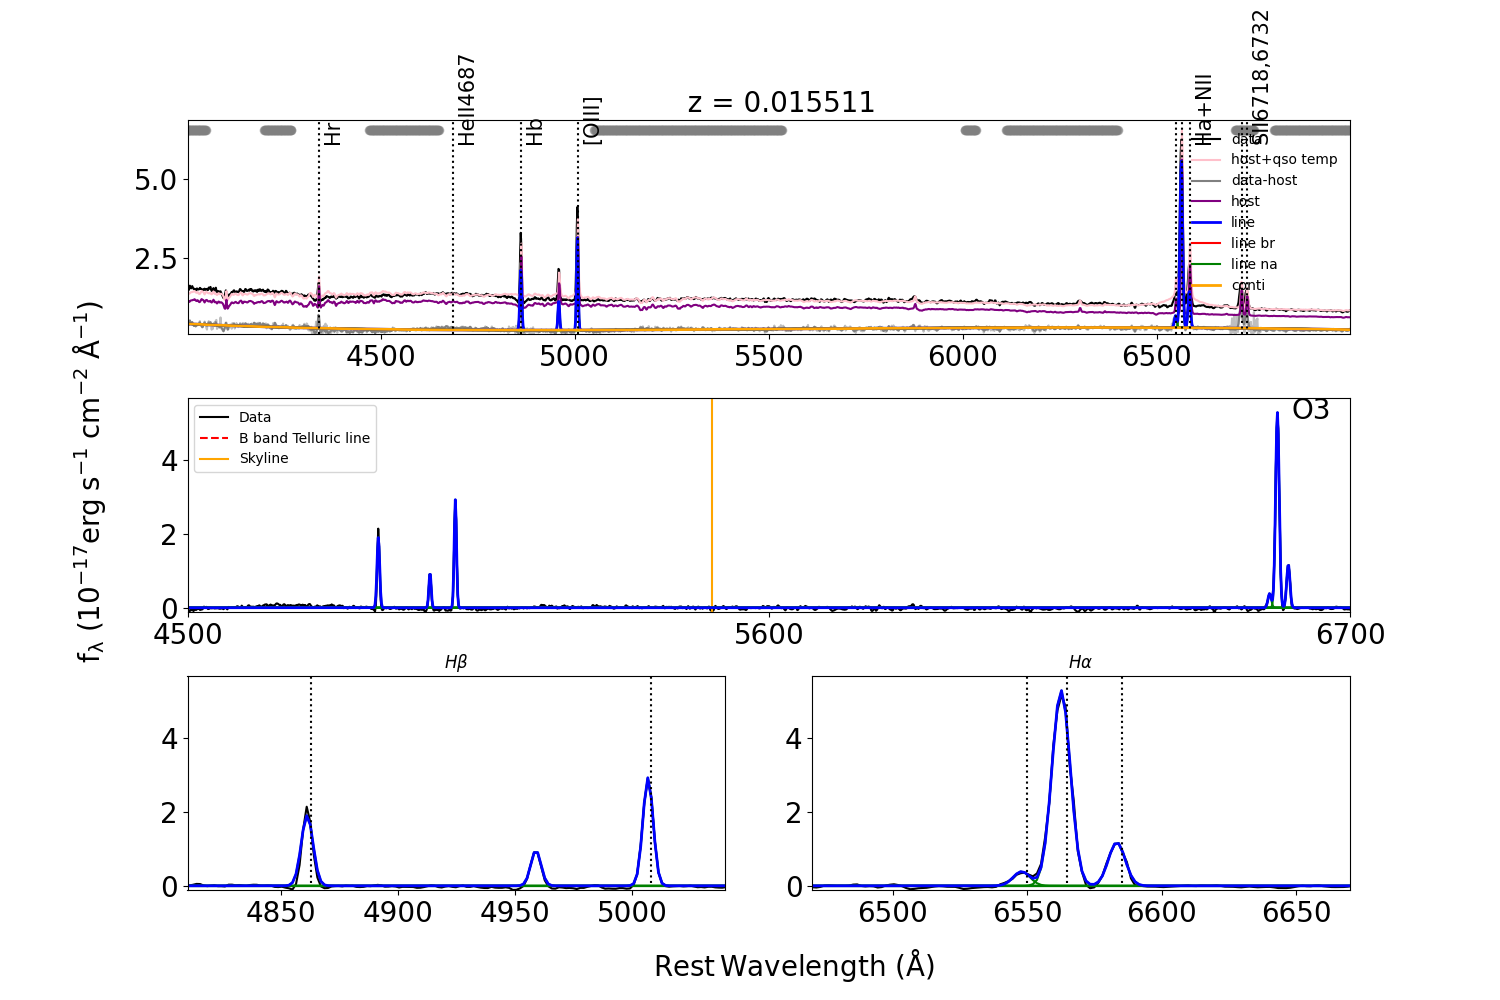 z = 0.015511
Hr
HeII4687
Hb
[OIII]
Ha+NII
SII6718,6732
data
host+qso temp
data-host
host
line
line br
line na
conti
5.0
2.5
4500 5000 5500 6000 6500
O3
Data
B band Telluric line
Skyline
4
2
0
4500 5600 6700
fλ (10⁻¹⁷erg s⁻¹ cm⁻² Å⁻¹)
Hβ
4
2
0
4850 4900 4950 5000
Hα
4
2
0
6500 6550 6600 6650
Rest Wavelength (Å)